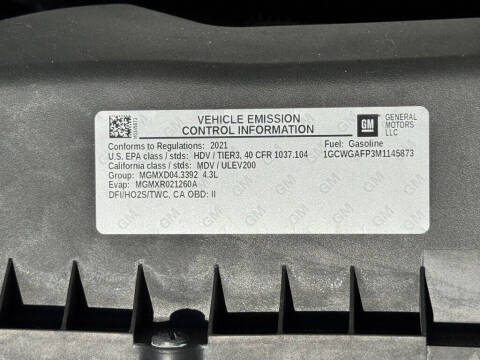 VEHICLE EMISSION
CONTROL INFORMATION
GM
GENERAL
MOTORS
LLC
Conforms to Regulations: 2021
Fuel: Gasoline
U.S. EPA class / stds: HDV / TIER3, 40 CFR 1037.104
1GCWGAFP3M1145873
California class / stds: MDV / ULEV200
Group: MGMXD04.3392 4.3L
Evap: MGMXR021260A
DFI/HO2S/TWC, CA OBD: II